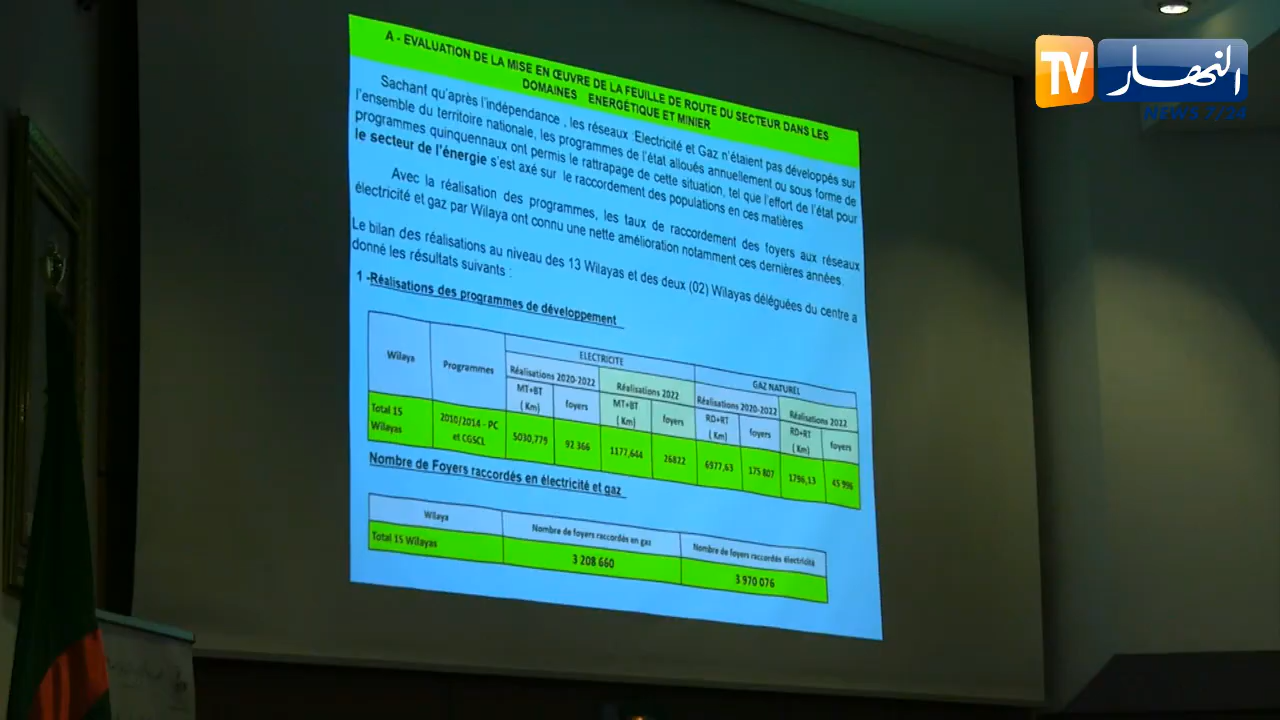 TV النهار
NEWS 7/24
A - EVALUATION DE LA MISE EN ŒUVRE DE LA FEUILLE DE ROUTE DU SECTEUR DANS LES
DOMAINES ENERGÉTIQUE ET MINIER
Sachant qu'après l'indépendance , les réseaux :Electricité et Gaz n'étaient pas développés sur
l'ensemble du territoire nationale, les programmes de l'état alloués annuellement ou sous forme de
programmes quinquennaux ont permis le rattrapage de cette situation, tel que l'effort de l'état pour
le secteur de l'énergie s'est axé sur le raccordement des populations en ces matières
Avec la réalisation des programmes, les taux de raccordement des foyers aux réseaux
électricité et gaz par Wilaya ont connu une nette amélioration notamment ces dernières années.
Le bilan des réalisations au niveau des 13 Wilayas et des deux (02) Wilayas déléguées du centre a
donné les résultats suivants :
1 -Réalisations des programmes de développement
Wilaya Programmes ELECTRICITE GAZ NATUREL
Réalisations 2020-2022 Réalisations 2022 Réalisations 2020-2022 Réalisations 2022
MT+BT (Km) foyers MT+BT (Km) foyers RD+RT (Km) foyers RD+RT (Km) foyers
Total 15 Wilayas 2010/2014 - PC et CGSCL 5030,779 92 366 1177,644 26822 6977,63 175 807 1796,13 45 996
Nombre de Foyers raccordés en électricité et gaz
Wilaya Nombre de foyers raccordés en gaz Nombre de foyers raccordés électricité
Total 15 Wilayas 3 208 660 3 970 076